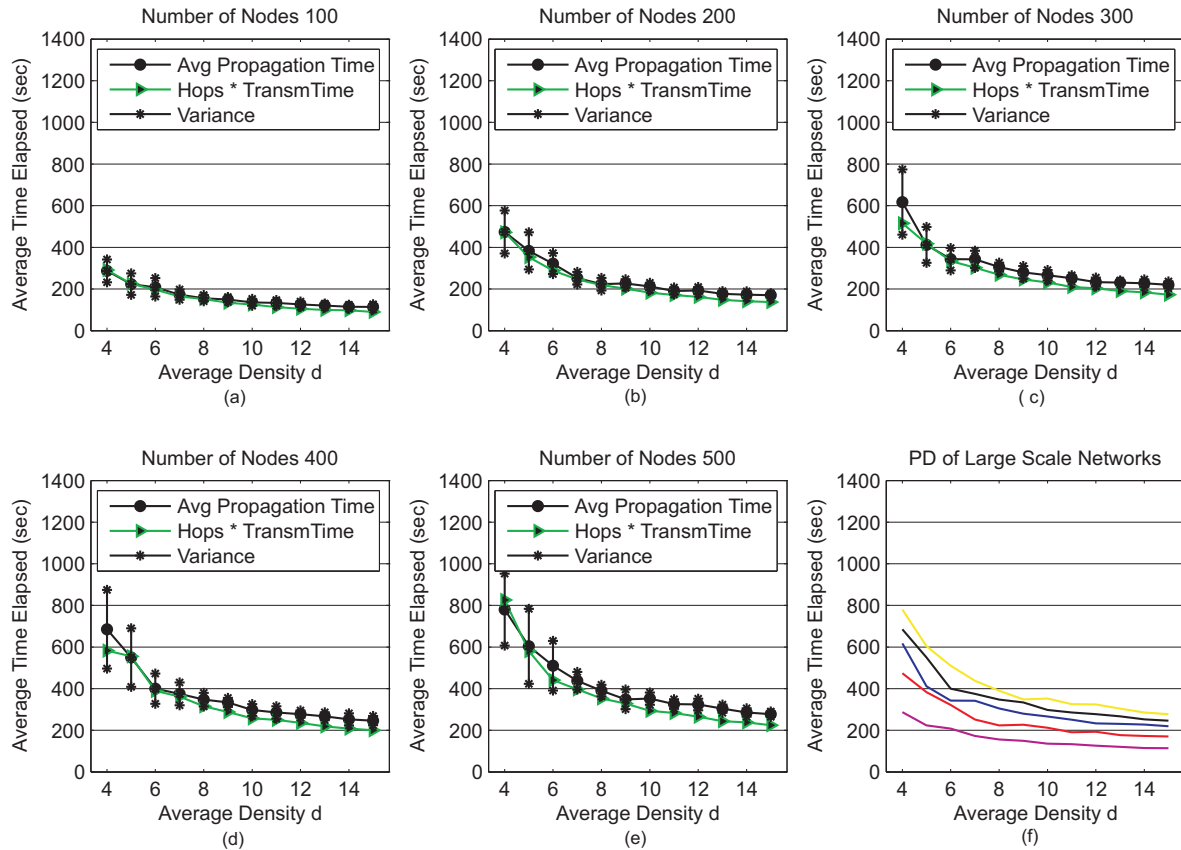 Number of Nodes 100
1400
1200
1000
800
600
400
200
0
Average Time Elapsed (sec)
Avg Propagation Time
Hops * TransmTime
Variance
4 6 8 10 12 14
Average Density d
(a)
Number of Nodes 200
1400
1200
1000
800
600
400
200
0
Average Time Elapsed (sec)
Avg Propagation Time
Hops * TransmTime
Variance
4 6 8 10 12 14
Average Density d
(b)
Number of Nodes 300
1400
1200
1000
800
600
400
200
0
Average Time Elapsed (sec)
Avg Propagation Time
Hops * TransmTime
Variance
4 6 8 10 12 14
Average Density d
( c)
Number of Nodes 400
1400
1200
1000
800
600
400
200
0
Average Time Elapsed (sec)
Avg Propagation Time
Hops * TransmTime
Variance
4 6 8 10 12 14
Average Density d
(d)
Number of Nodes 500
1400
1200
1000
800
600
400
200
0
Average Time Elapsed (sec)
Avg Propagation Time
Hops * TransmTime
Variance
4 6 8 10 12 14
Average Density d
(e)
PD of Large Scale Networks
1400
1200
1000
800
600
400
200
0
Average Time Elapsed (sec)
4 6 8 10 12 14
Average Density d
(f)